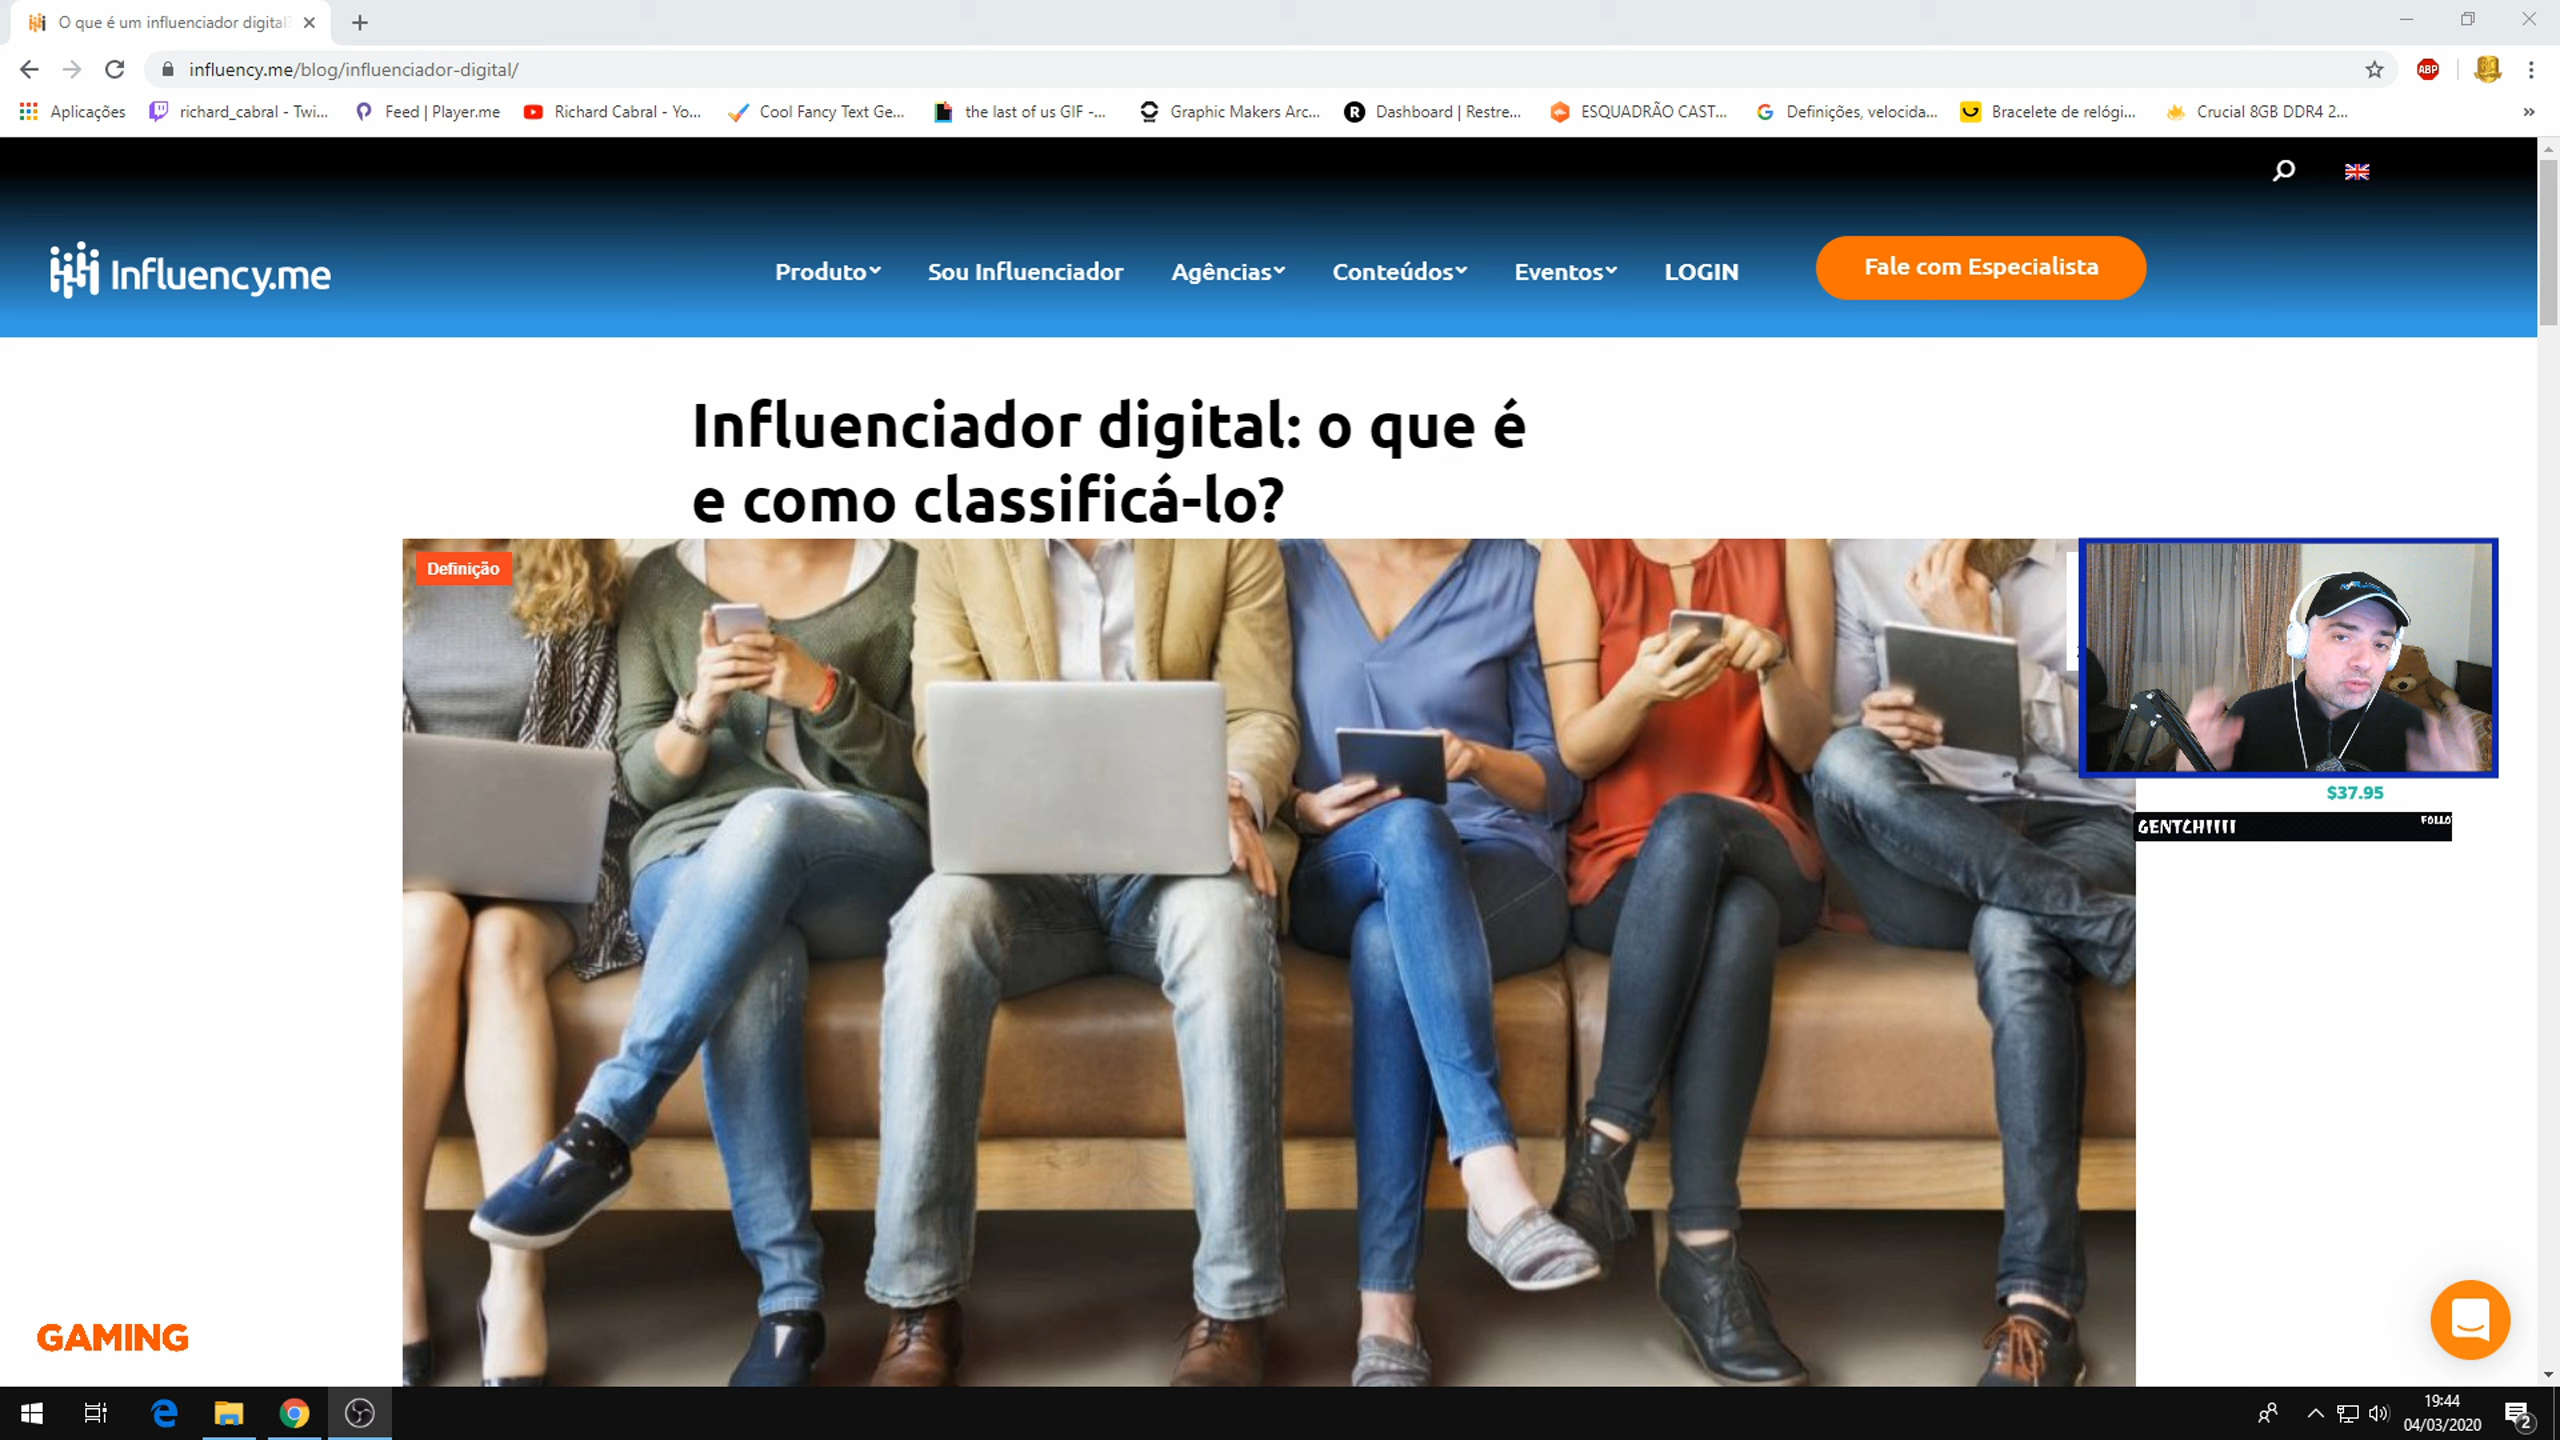 O que é um influenciador digital
influency.me/blog/influenciador-digital/
ABP
Aplicações
richard_cabral - Twi...
Feed | Player.me
Richard Cabral - Yo...
Cool Fancy Text Ge...
the last of us GIF -...
Graphic Makers Arc...
Dashboard | Restre...
ESQUADRÃO CAST...
Definições, velocida...
Bracelete de relógi...
Crucial 8GB DDR4 2...
Influency.me
Produto
Sou Influenciador
Agências
Conteúdos
Eventos
LOGIN
Fale com Especialista
Influenciador digital: o que é
e como classificá-lo?
Definição
$37.95
GENTCHIIII
FOLLO
GAMING
19:44
04/03/2020
2